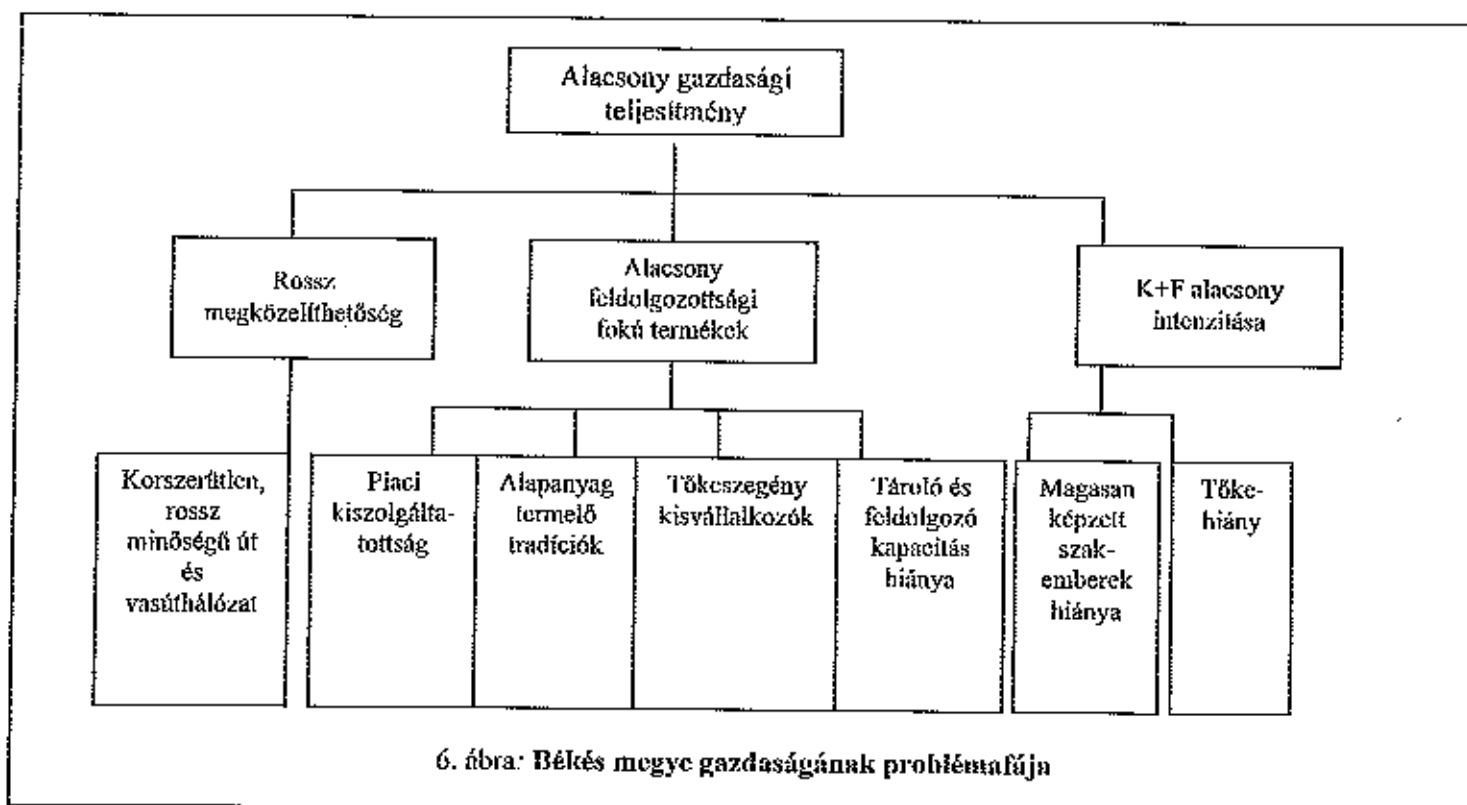 Alacsony gazdasági
teljesítmény
Rossz
megközelíthetőség
Alacsony
feldolgozottsági
fokú termékek
K+F alacsony
intenzitása
Korszerűtlen,
rossz
minőségű út
és
vasúthálózat
Piaci
kiszolgálta-
tottság
Alapanyag
termelő
tradíciók
Tőkeszegény
kisvállalkozók
Tároló és
feldolgozó
kapacitás
hiánya
Magasan
képzett
szak-
emberek
hiánya
Tőke-
hiány
6. ábra: Békés megye gazdaságának problémafája